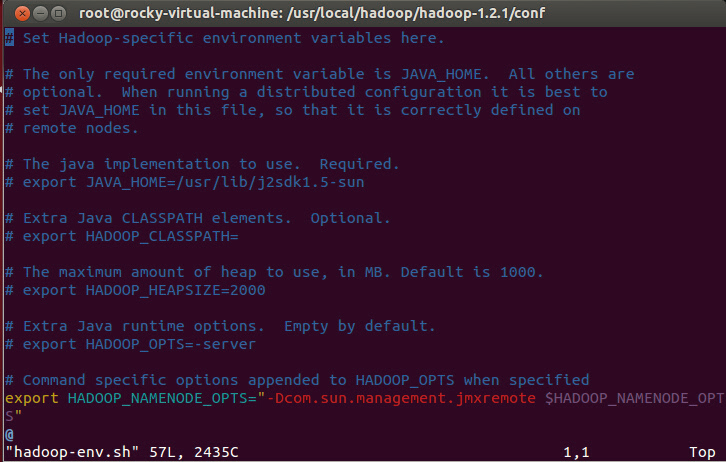 root@rocky-virtual-machine: /usr/local/hadoop/hadoop-1.2.1/conf
# Set Hadoop-specific environment variables here.
# The only required environment variable is JAVA_HOME.  All others are
# optional.  When running a distributed configuration it is best to
# set JAVA_HOME in this file, so that it is correctly defined on
# remote nodes.
# The java implementation to use.  Required.
# export JAVA_HOME=/usr/lib/j2sdk1.5-sun
# Extra Java CLASSPATH elements.  Optional.
# export HADOOP_CLASSPATH=
# The maximum amount of heap to use, in MB. Default is 1000.
# export HADOOP_HEAPSIZE=2000
# Extra Java runtime options.  Empty by default.
# export HADOOP_OPTS=-server
# Command specific options appended to HADOOP_OPTS when specified
export HADOOP_NAMENODE_OPTS="-Dcom.sun.management.jmxremote $HADOOP_NAMENODE_OPT
S"
@
"hadoop-env.sh" 57L, 2435C 1,1 Top